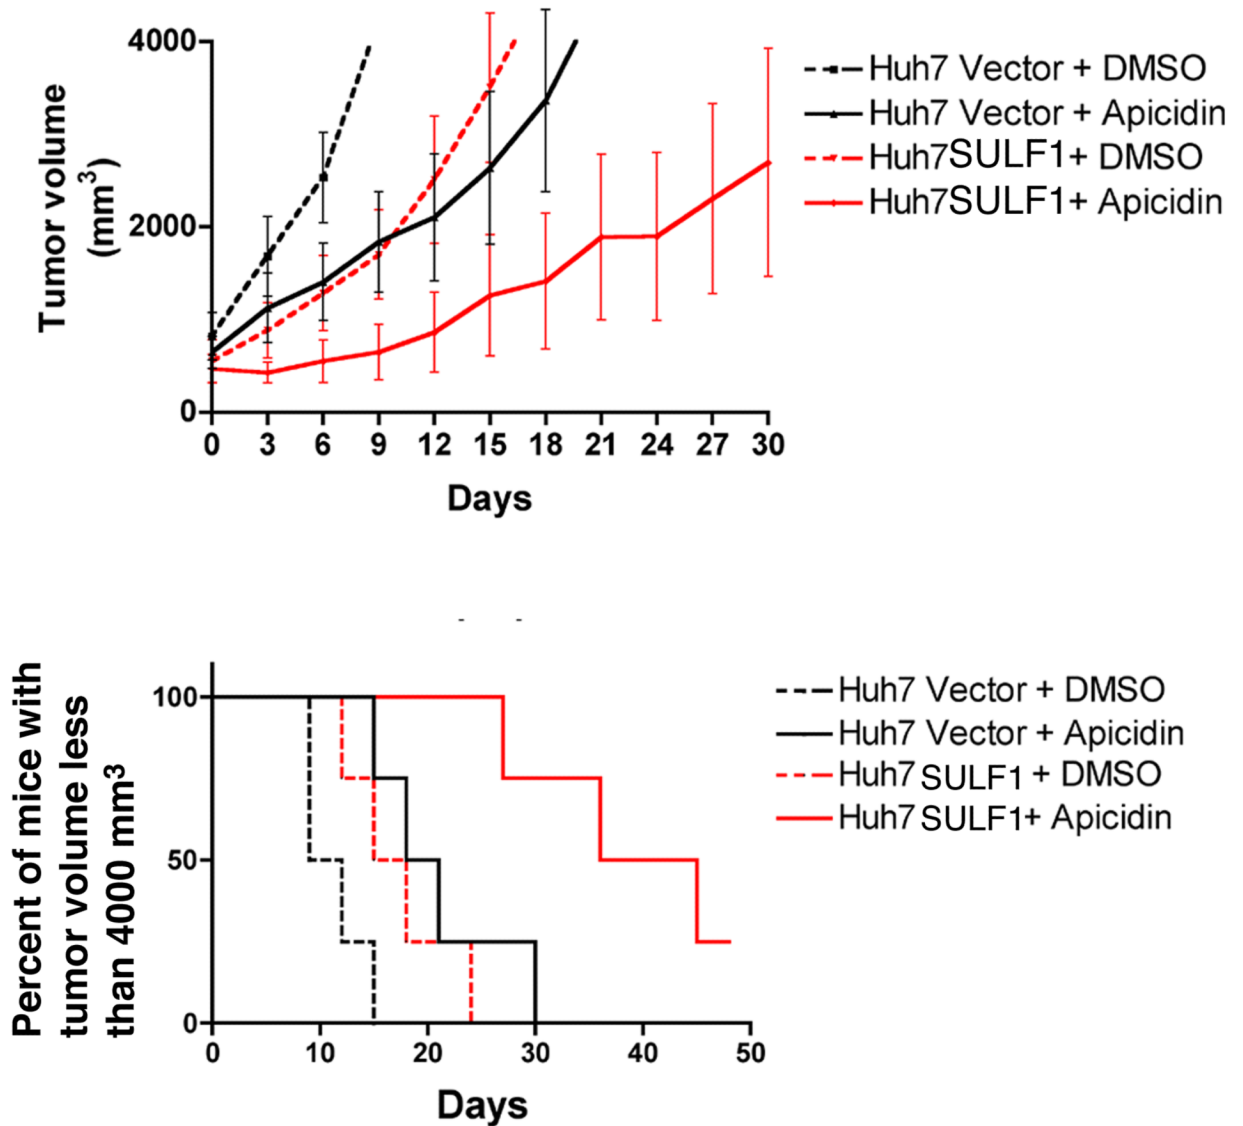 Tumor volume
(mm³)
4000
2000
0
0 3 6 9 12 15 18 21 24 27 30
Days
Huh7 Vector + DMSO
Huh7 Vector + Apicidin
Huh7SULF1+ DMSO
Huh7SULF1+ Apicidin
Percent of mice with
tumor volume less
than 4000 mm³
100
50
0
0 10 20 30 40 50
Days
Huh7 Vector + DMSO
Huh7 Vector + Apicidin
Huh7 SULF1 + DMSO
Huh7 SULF1+ Apicidin